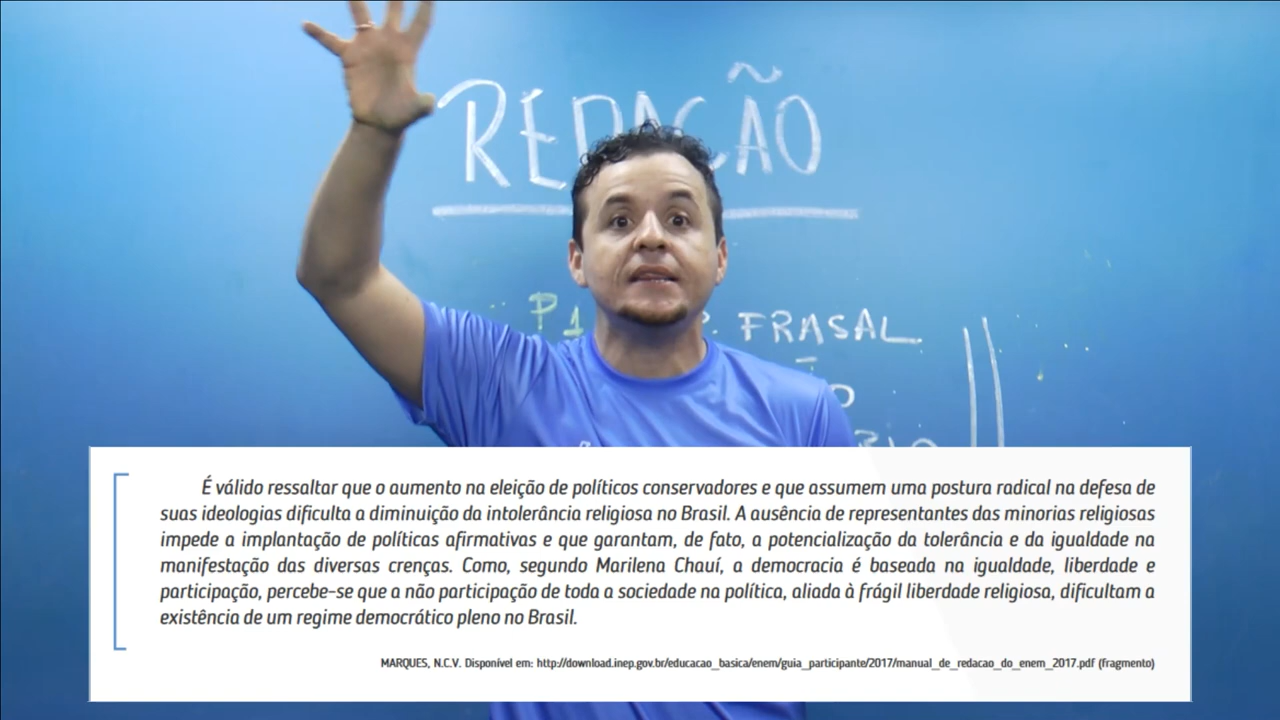 REDAÇÃO
P1
FRASAL
É válido ressaltar que o aumento na eleição de políticos conservadores e que assumem uma postura radical na defesa de
suas ideologias dificulta a diminuição da intolerância religiosa no Brasil. A ausência de representantes das minorias religiosas
impede a implantação de políticas afirmativas e que garantam, de fato, a potencialização da tolerância e da igualdade na
manifestação das diversas crenças. Como, segundo Marilena Chauí, a democracia é baseada na igualdade, liberdade e
participação, percebe-se que a não participação de toda a sociedade na política, aliada à frágil liberdade religiosa, dificultam a
existência de um regime democrático pleno no Brasil.
MARQUES, N.C.V. Disponível em: http://download.inep.gov.br/educacao_basica/enem/guia_participante/2017/manual_de_redacao_do_enem_2017.pdf (fragmento)